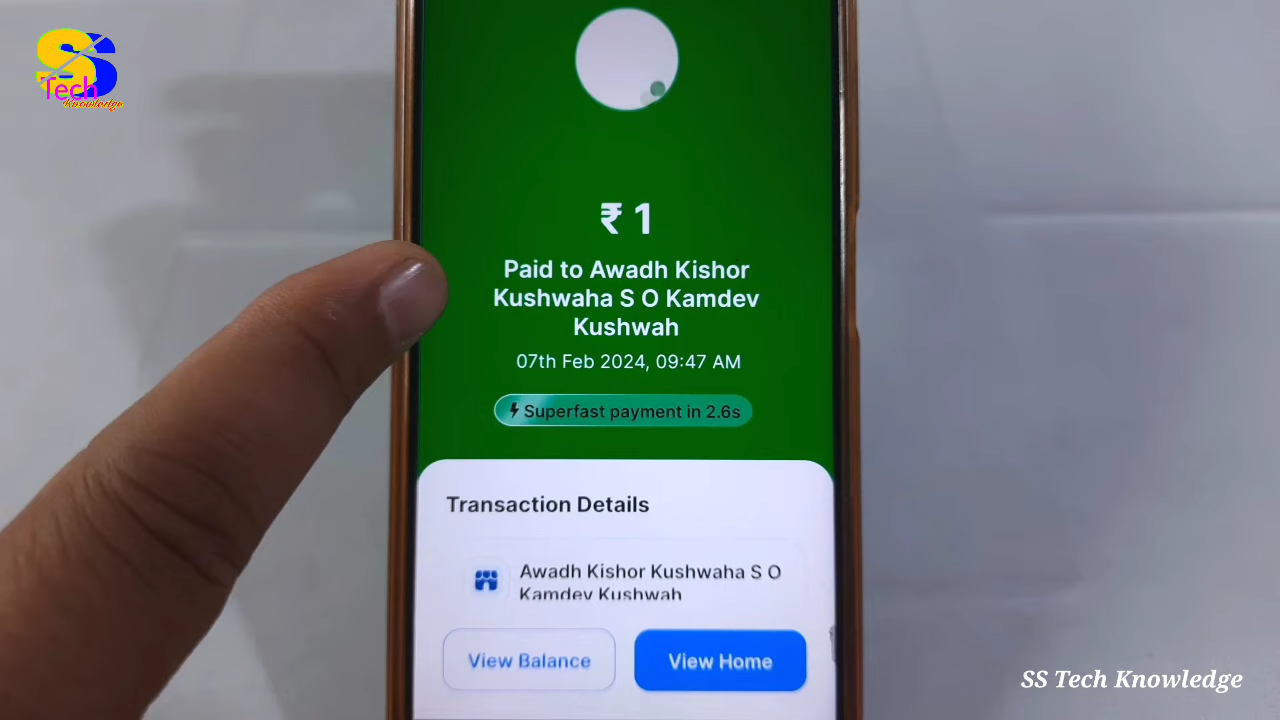 SS
Tech
Knowledge
₹ 1
Paid to Awadh Kishor
Kushwaha S O Kamdev
Kushwah
07th Feb 2024, 09:47 AM
Superfast payment in 2.6s
Transaction Details
Awadh Kishor Kushwaha S O
Kamdev Kushwah
View Balance
View Home
SS Tech Knowledge